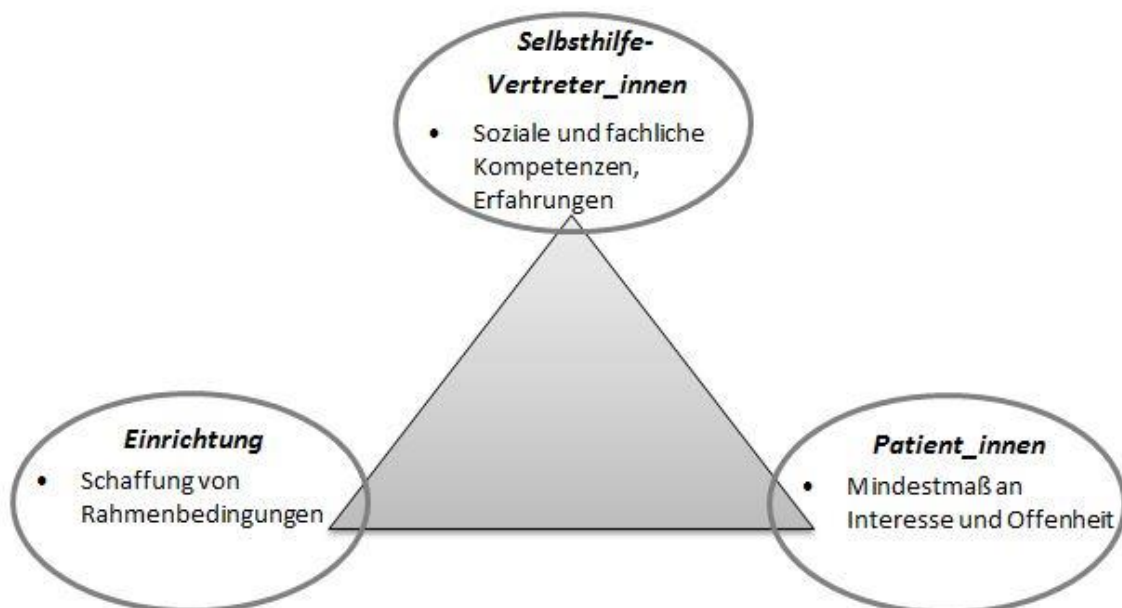 Selbsthilfe-
Vertreter_innen
• Soziale und fachliche
Kompetenzen,
Erfahrungen
Einrichtung
• Schaffung von
Rahmenbedingungen
Patient_innen
• Mindestmaß an
Interesse und Offenheit